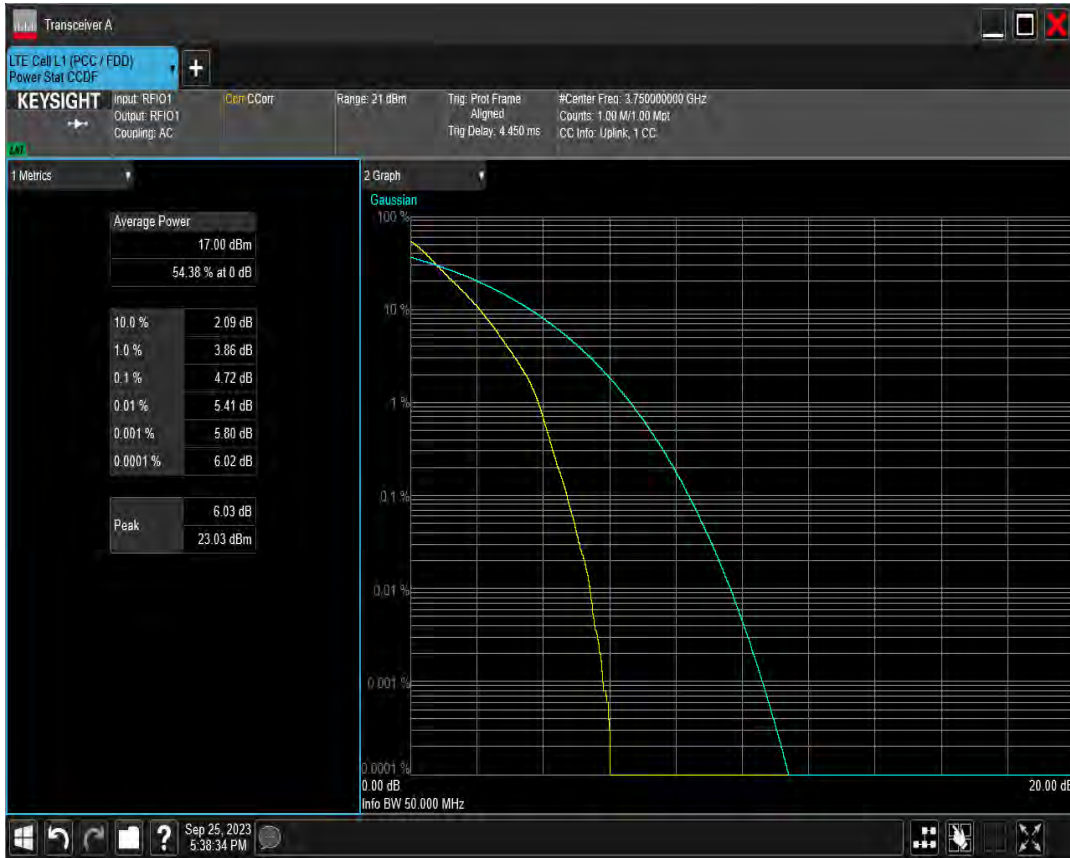 Transceiver A
LTE Cell L1 (PCC / FDD)
Power Stat CCDF
+
KEYSIGHT
Input: RFIO1
Output: RFIO1
Coupling: AC
Corr CCorr
Range: 21 dBm
Trig: Prot Frame
Aligned
Trig Delay: 4.450 ms
#Center Freq: 3.750000000 GHz
Counts: 1.00 M/1.00 Mpt
CC Info: Uplink, 1 CC
1 Metrics
Average Power
17.00 dBm
54.38 % at 0 dB
10.0 % 2.09 dB
1.0 % 3.86 dB
0.1 % 4.72 dB
0.01 % 5.41 dB
0.001 % 5.80 dB
0.0001 % 6.02 dB
Peak
6.03 dB
23.03 dBm
2 Graph
Gaussian
100 %
10 %
1 %
0.1 %
0.01 %
0.001 %
0.0001 %
0.00 dB
20.00 dB
Info BW 50.000 MHz
?
Sep 25, 2023
5:38:34 PM